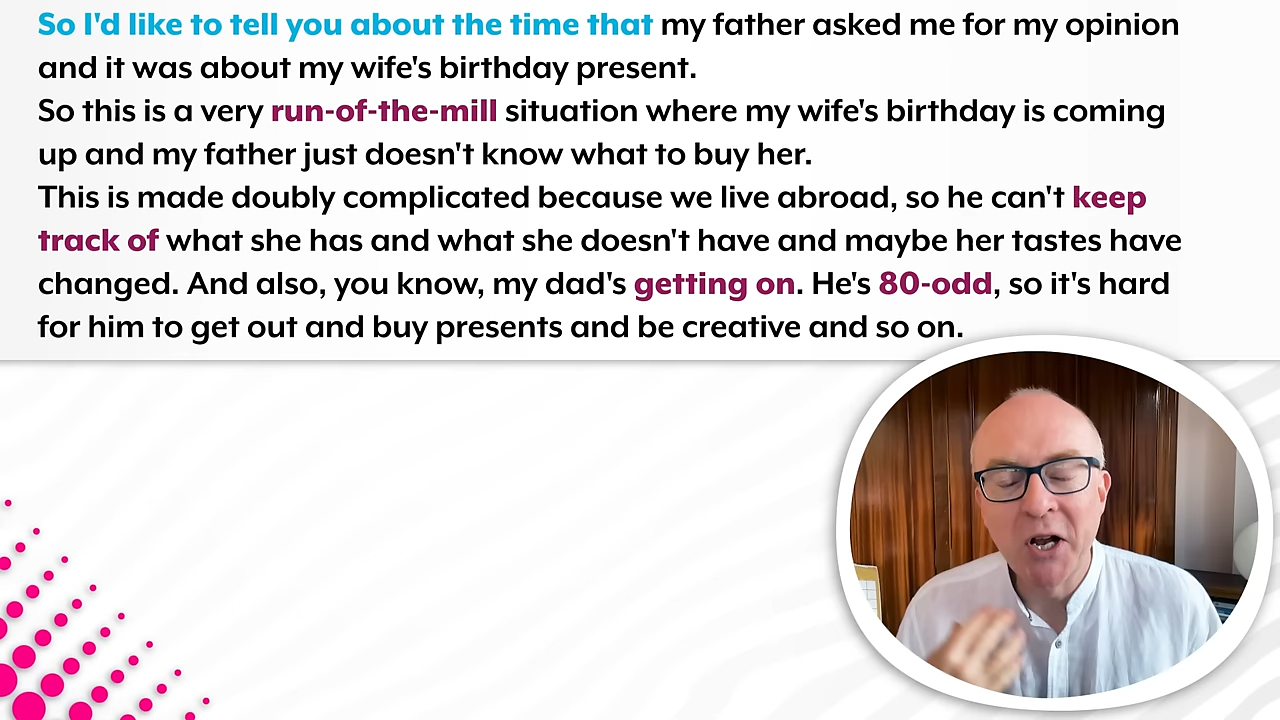 So I'd like to tell you about the time that my father asked me for my opinion
and it was about my wife's birthday present.
So this is a very run-of-the-mill situation where my wife's birthday is coming
up and my father just doesn't know what to buy her.
This is made doubly complicated because we live abroad, so he can't keep
track of what she has and what she doesn't have and maybe her tastes have
changed. And also, you know, my dad's getting on. He's 80-odd, so it's hard
for him to get out and buy presents and be creative and so on.